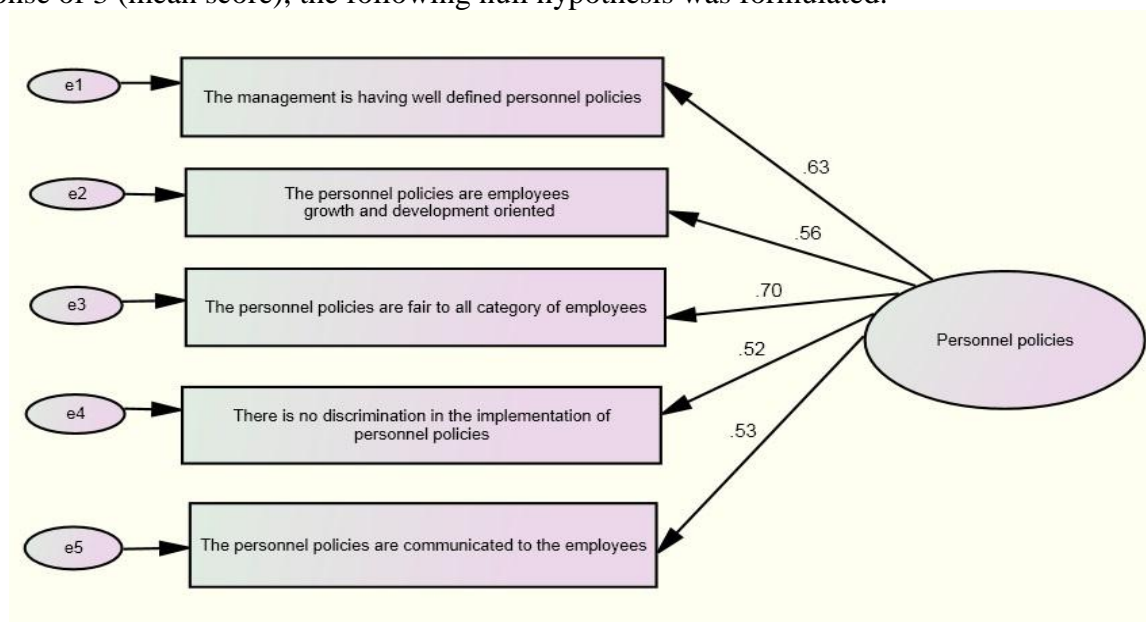 onse of 3 (mean score), the following null hypothesis was formulated.
e1
The management is having well defined personnel policies
.63
e2
The personnel policies are employees
growth and development oriented
.56
e3
The personnel policies are fair to all category of employees
.70
Personnel policies
.52
e4
There is no discrimination in the implementation of
personnel policies
.53
e5
The personnel policies are communicated to the employees